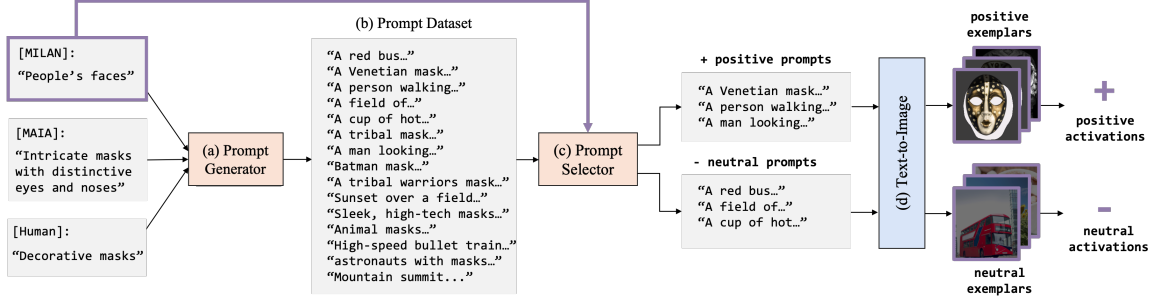 [MILAN]:
“People’s faces”
[MAIA]:
“Intricate masks
with distinctive
eyes and noses”
[Human]:
“Decorative masks”
(a) Prompt
Generator
(b) Prompt Dataset
“A red bus…”
“A Venetian mask…”
“A person walking…”
“A field of…”
“A cup of hot…”
“A tribal mask…”
“A man looking…”
“Batman mask…”
“A tribal warriors mask…”
“Sunset over a field…”
“Sleek, high-tech masks…”
“Animal masks…”
“High-speed bullet train…”
“astronauts with masks…”
“Mountain summit...”
(c) Prompt
Selector
+ positive prompts
“A Venetian mask…”
“A person walking…”
“A man looking…”
- neutral prompts
“A red bus…”
“A field of…”
“A cup of hot…”
(d) Text-to-Image
positive
exemplars
neutral
exemplars
+
positive
activations
-
neutral
activations